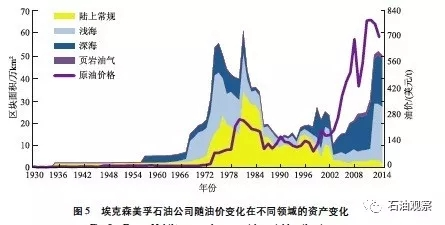 70
60
50
40
30
20
10
0
区块面积/万km²
陆上常规
浅海
深海
页岩油气
原油价格
840
700
560
420
280
140
0
油价/(美元/t)
1930 1936 1942 1948 1954 1960 1966 1972 1978 1984 1990 1996 2002 2008 2014
年份
图5 埃克森美孚石油公司随油价变化在不同领域的资产变化
石油观察